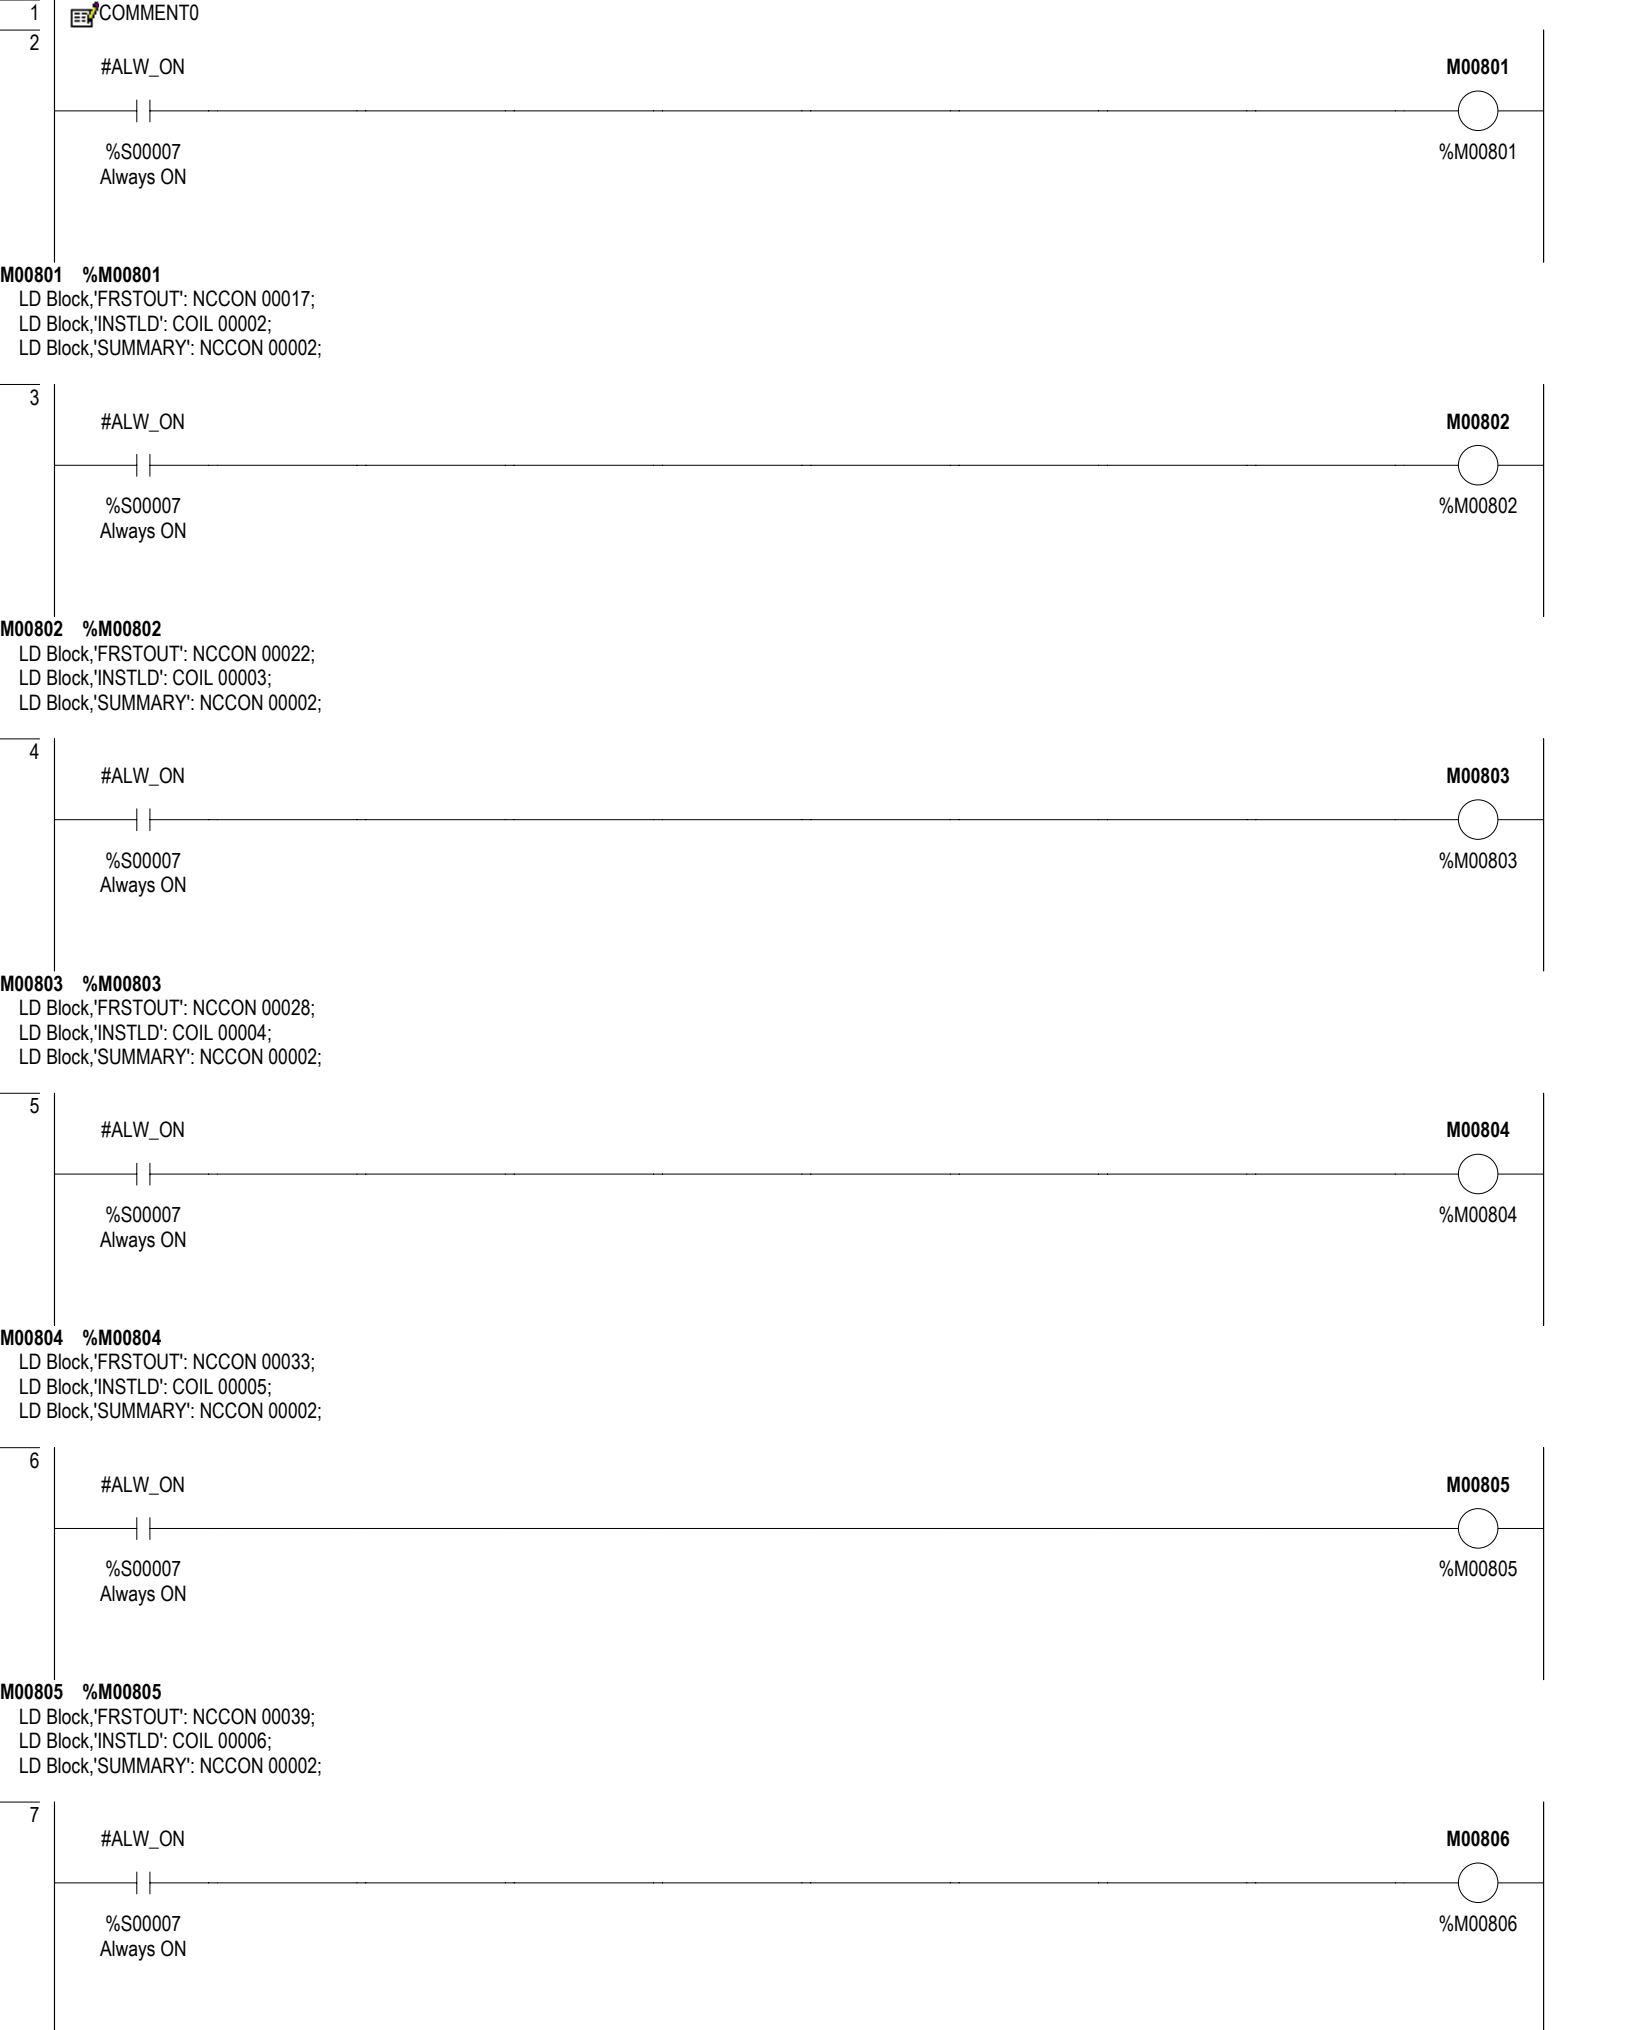 1
COMMENT0
2
#ALW_ON M00801
%S00007 %M00801
Always ON
M00801 %M00801
LD Block,'FRSTOUT': NCCON 00017;
LD Block,'INSTLD': COIL 00002;
LD Block,'SUMMARY': NCCON 00002;
3
#ALW_ON M00802
%S00007 %M00802
Always ON
M00802 %M00802
LD Block,'FRSTOUT': NCCON 00022;
LD Block,'INSTLD': COIL 00003;
LD Block,'SUMMARY': NCCON 00002;
4
#ALW_ON M00803
%S00007 %M00803
Always ON
M00803 %M00803
LD Block,'FRSTOUT': NCCON 00028;
LD Block,'INSTLD': COIL 00004;
LD Block,'SUMMARY': NCCON 00002;
5
#ALW_ON M00804
%S00007 %M00804
Always ON
M00804 %M00804
LD Block,'FRSTOUT': NCCON 00033;
LD Block,'INSTLD': COIL 00005;
LD Block,'SUMMARY': NCCON 00002;
6
#ALW_ON M00805
%S00007 %M00805
Always ON
M00805 %M00805
LD Block,'FRSTOUT': NCCON 00039;
LD Block,'INSTLD': COIL 00006;
LD Block,'SUMMARY': NCCON 00002;
7
#ALW_ON M00806
%S00007 %M00806
Always ON